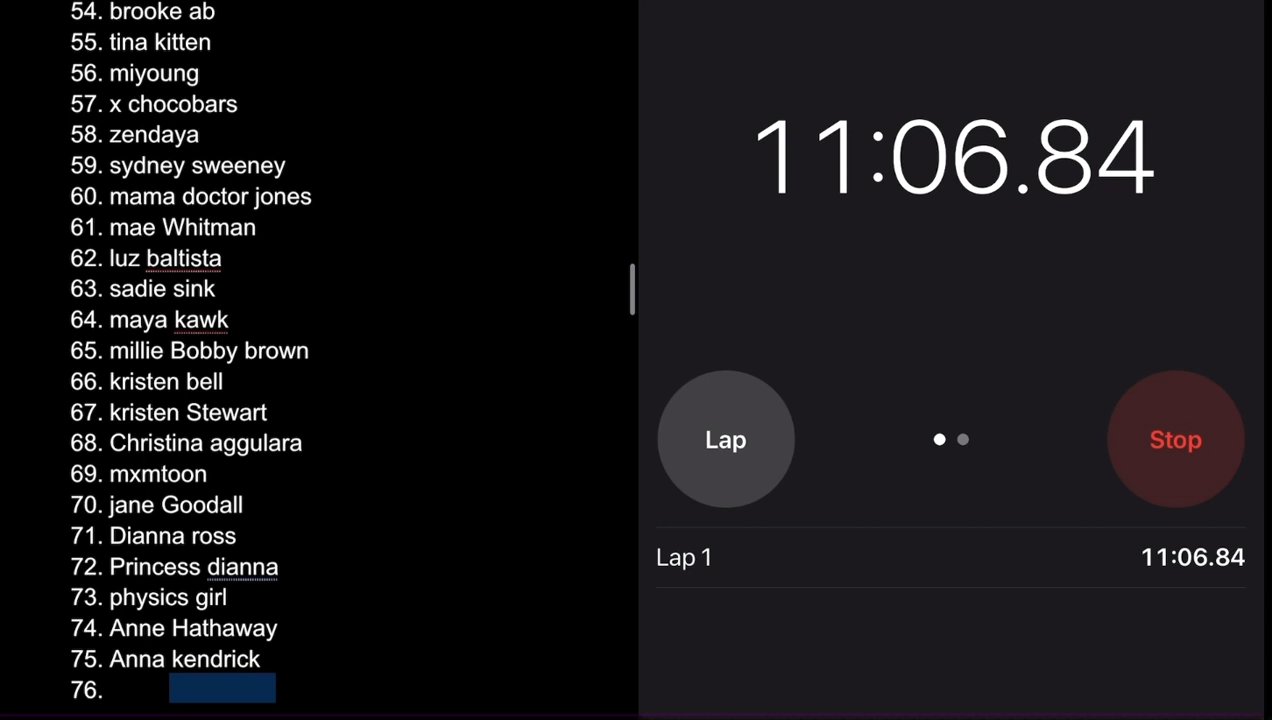 54. brooke ab
55. tina kitten
56. miyoung
57. x chocobars
58. zendaya
59. sydney sweeney
60. mama doctor jones
61. mae Whitman
62. luz baltista
63. sadie sink
64. maya kawk
65. millie Bobby brown
66. kristen bell
67. kristen Stewart
68. Christina aggulara
69. mxmtoon
70. jane Goodall
71. Dianna ross
72. Princess dianna
73. physics girl
74. Anne Hathaway
75. Anna kendrick
76.
11:06.84
Lap
Stop
Lap 1 11:06.84